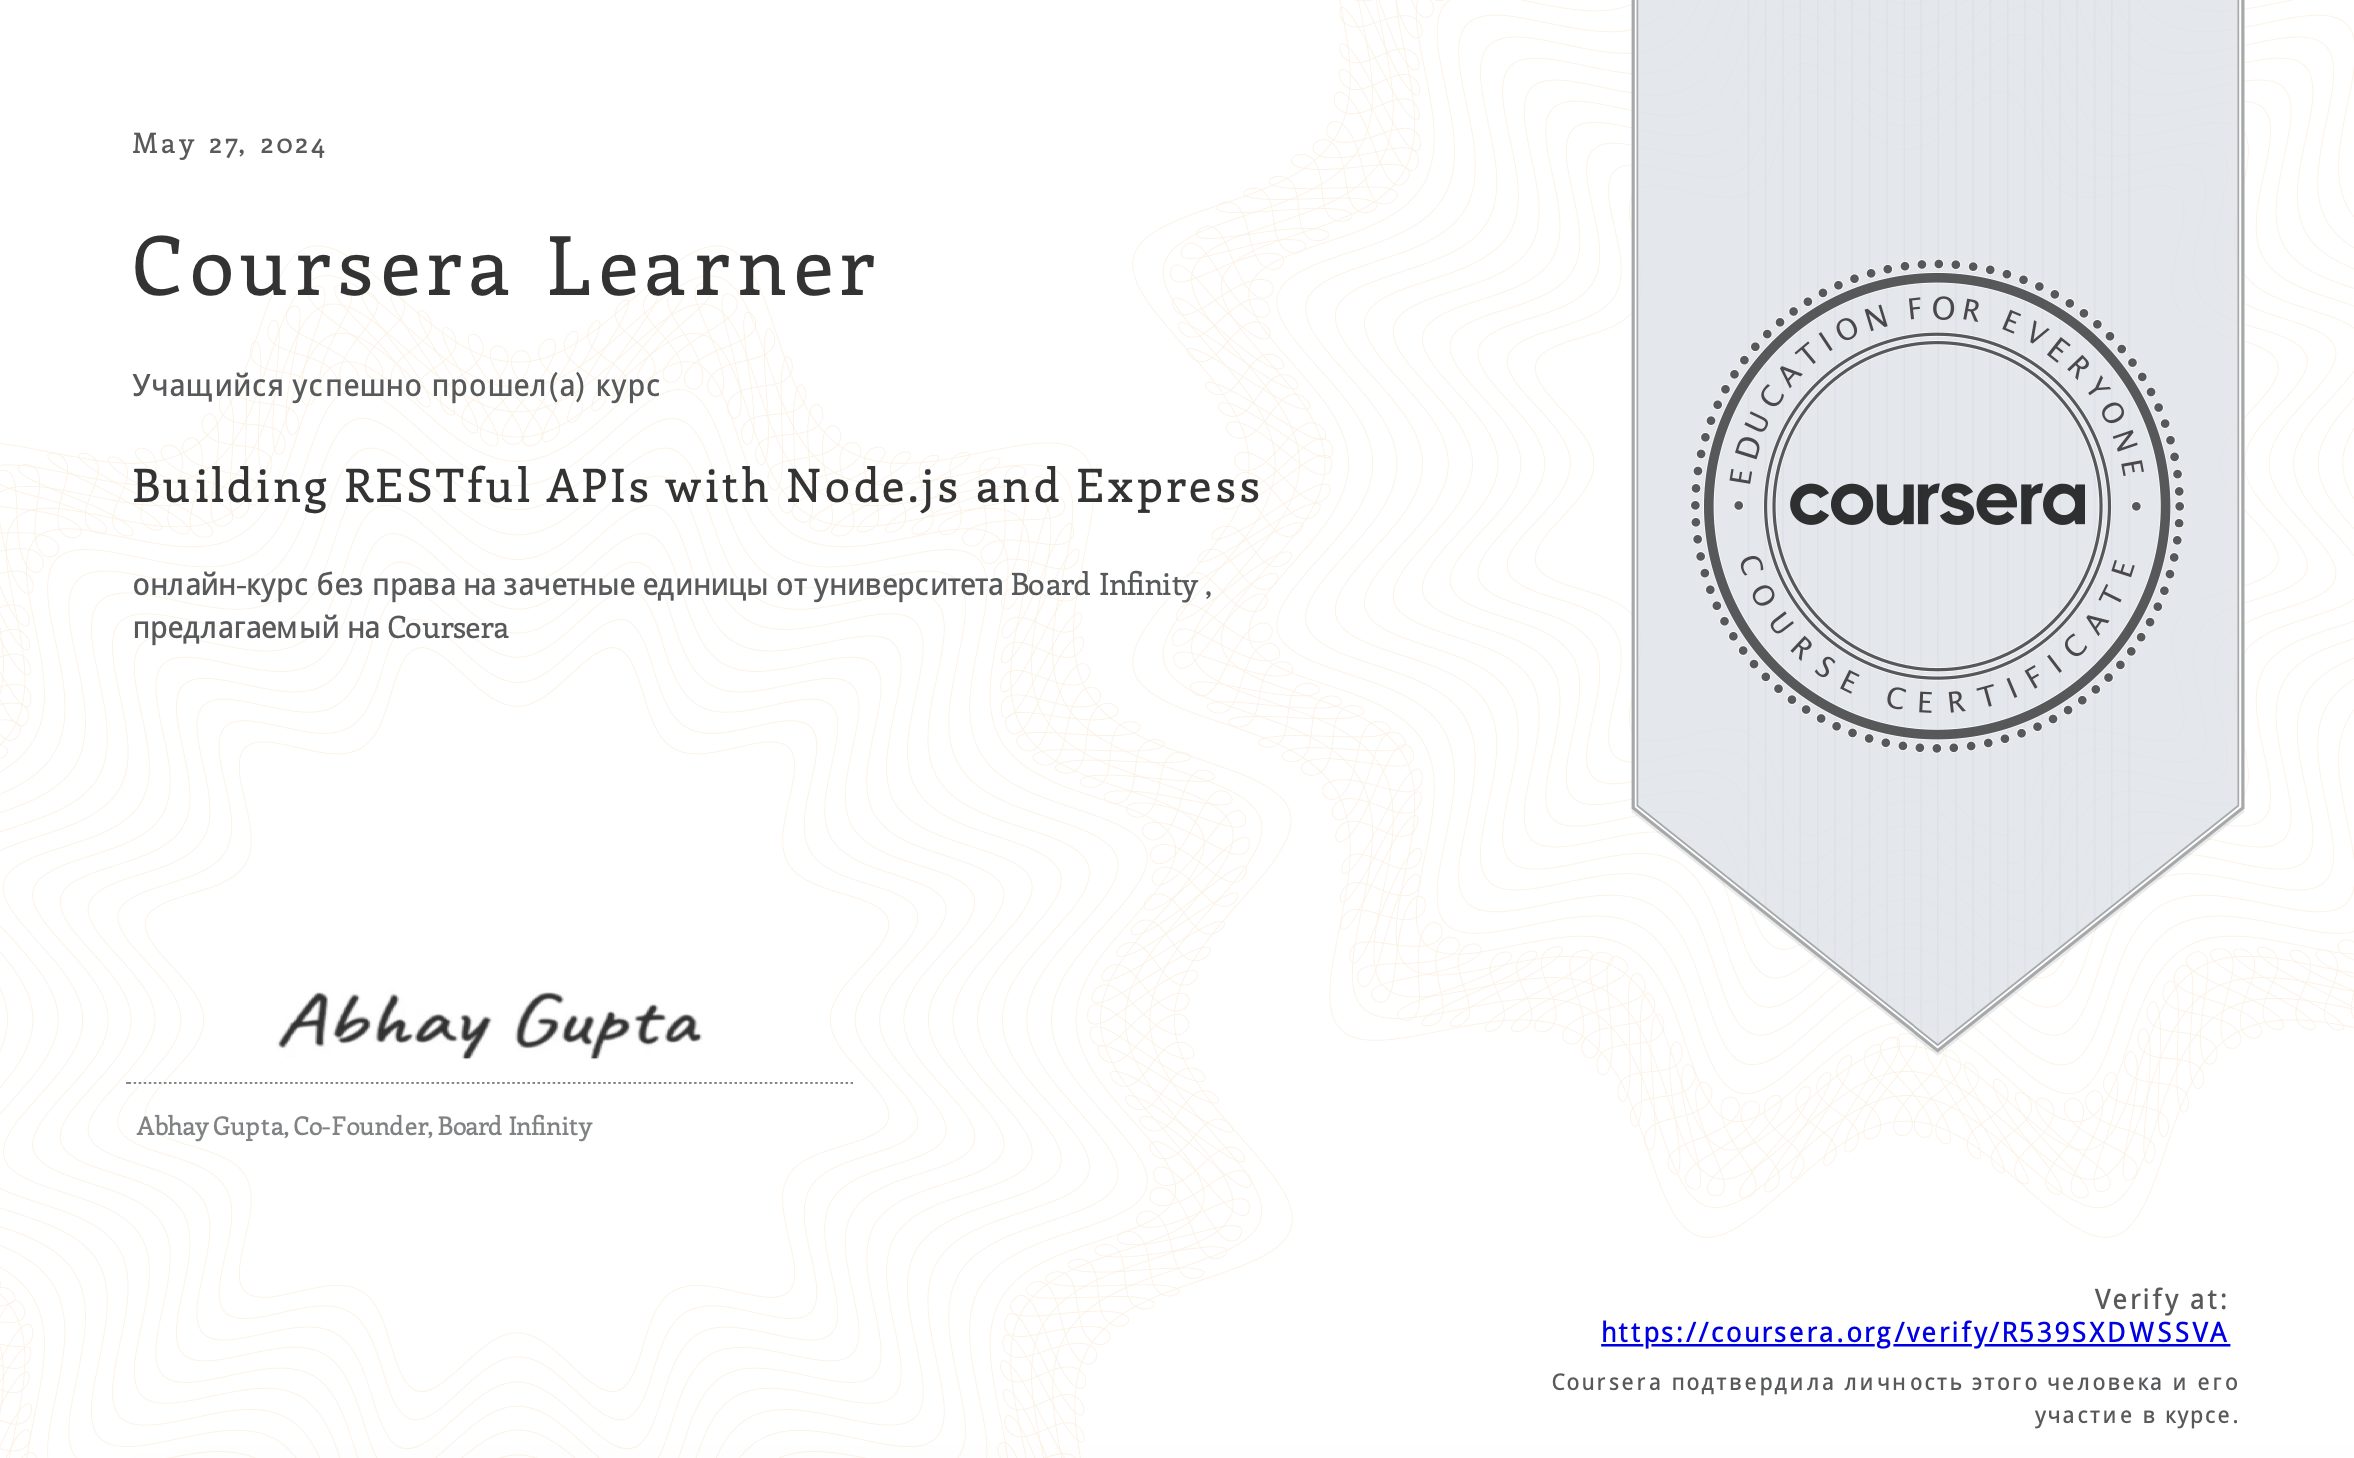 May 27, 2024
Coursera Learner
Учащийся успешно прошел(а) курс
Building RESTful APIs with Node.js and Express
онлайн-курс без права на зачетные единицы от университета Board Infinity ,
предлагаемый на Coursera
EDUCATION FOR EVERYONE
coursera
COURSE CERTIFICATE
Abhay Gupta
Abhay Gupta, Co-Founder, Board Infinity
Verify at:
https://coursera.org/verify/R539SXDWSSVA
Coursera подтвердила личность этого человека и его
участие в курсе.